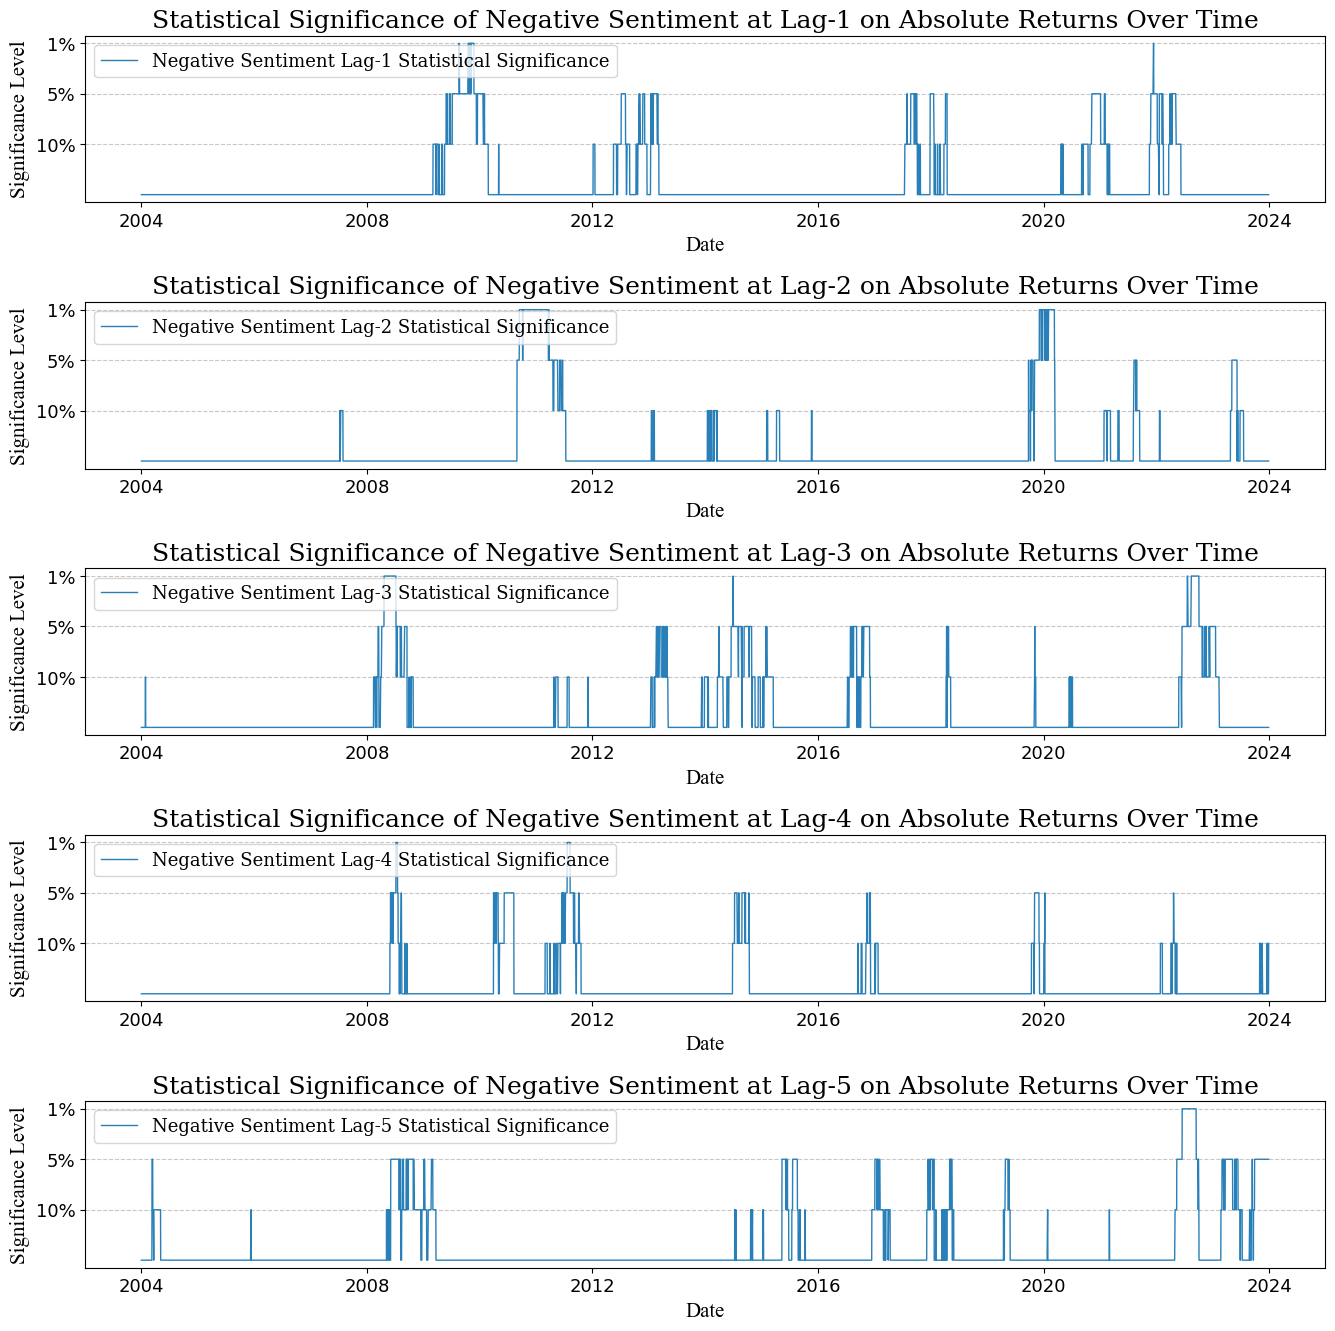 Statistical Significance of Negative Sentiment at Lag-1 on Absolute Returns Over Time
Significance Level
1%
5%
10%
Negative Sentiment Lag-1 Statistical Significance
2004 2008 2010 2012 2016 2020 2024
Date
Statistical Significance of Negative Sentiment at Lag-2 on Absolute Returns Over Time
Significance Level
1%
5%
10%
Negative Sentiment Lag-2 Statistical Significance
2004 2008 2012 2016 2020 2024
Date
Statistical Significance of Negative Sentiment at Lag-3 on Absolute Returns Over Time
Significance Level
1%
5%
10%
Negative Sentiment Lag-3 Statistical Significance
2004 2008 2012 2016 2020 2024
Date
Statistical Significance of Negative Sentiment at Lag-4 on Absolute Returns Over Time
Significance Level
1%
5%
10%
Negative Sentiment Lag-4 Statistical Significance
2004 2008 2012 2016 2020 2024
Date
Statistical Significance of Negative Sentiment at Lag-5 on Absolute Returns Over Time
Significance Level
1%
5%
10%
Negative Sentiment Lag-5 Statistical Significance
2004 2008 2012 2016 2020 2024
Date